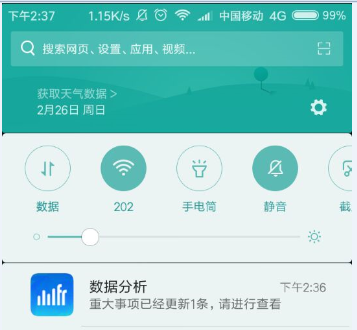 下午2:37 1.15K/s 中国移动 4G 99%
搜索网页、设置、应用、视频...
获取天气数据 >
2月26日 周日
数据 202 手电筒 静音 截
数据分析 下午2:36
重大事项已经更新1条, 请进行查看